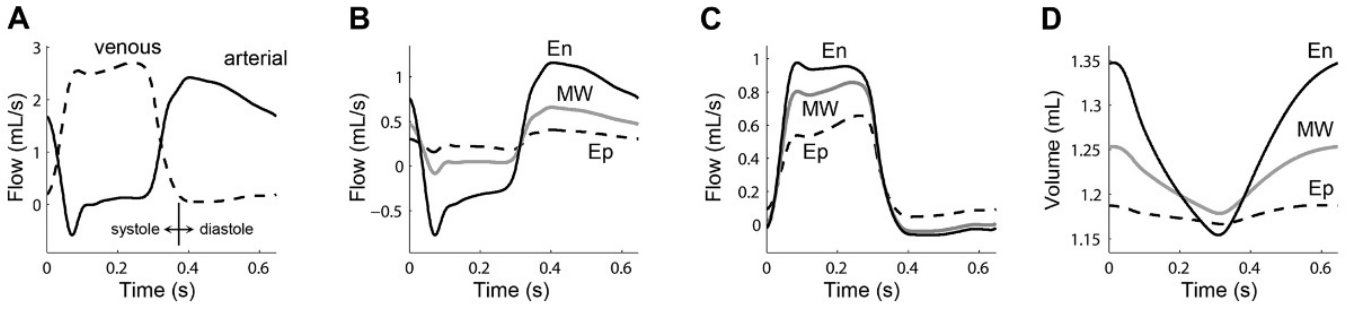 A
venous
arterial
Flow (mL/s)
3
2
1
0
systole
diastole
0
0.2
0.4
0.6
Time (s)
B
En
MW
Ep
Flow (mL/s)
1
0.5
0
−0.5
0
0.2
0.4
0.6
Time (s)
C
En
MW
Ep
Flow (mL/s)
1
0.8
0.6
0.4
0.2
0
0
0.2
0.4
0.6
Time (s)
D
En
MW
Ep
Volume (mL)
1.35
1.3
1.25
1.2
1.15
0
0.2
0.4
0.6
Time (s)